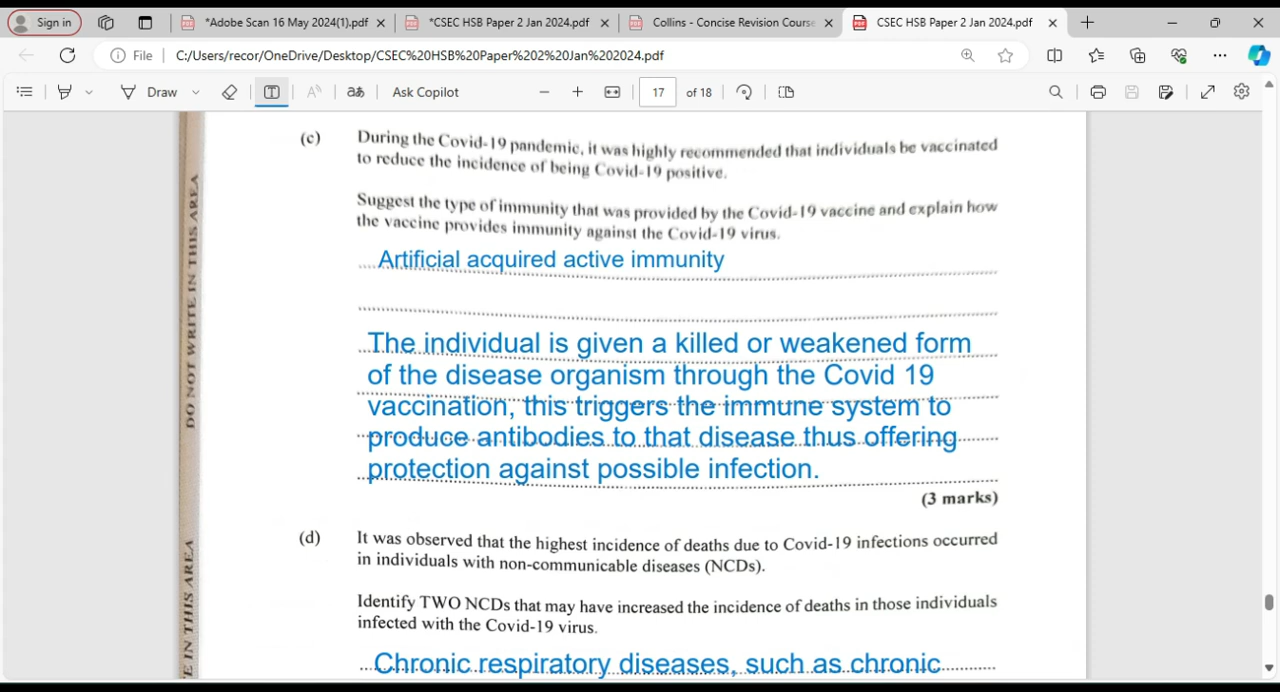 Sign in
*Adobe Scan 16 May 2024(1).pdf
*CSEC HSB Paper 2 Jan 2024.pdf
Collins - Concise Revision Course
CSEC HSB Paper 2 Jan 2024.pdf
File
C:/Users/recor/OneDrive/Desktop/CSEC%20HSB%20Paper%202%20Jan%202024.pdf
Draw
aあ
Ask Copilot
17 of 18
DO NOT WRITE IN THIS AREA
(c) During the Covid-19 pandemic, it was highly recommended that individuals be vaccinated
to reduce the incidence of being Covid-19 positive.
Suggest the type of immunity that was provided by the Covid-19 vaccine and explain how
the vaccine provides immunity against the Covid-19 virus.
Artificial acquired active immunity
The individual is given a killed or weakened form
of the disease organism through the Covid 19
vaccination, this triggers the immune system to
produce antibodies to that disease thus offering
protection against possible infection.
(3 marks)
E IN THIS AREA
(d) It was observed that the highest incidence of deaths due to Covid-19 infections occurred
in individuals with non-communicable diseases (NCDs).
Identify TWO NCDs that may have increased the incidence of deaths in those individuals
infected with the Covid-19 virus.
Chronic respiratory diseases, such as chronic